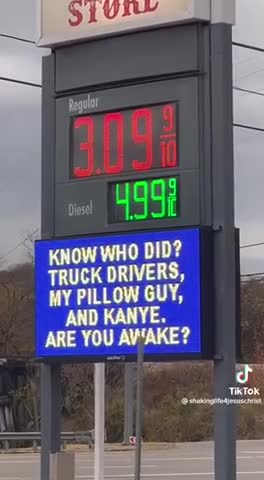 STORE
Regular
3.09 9/10
Diesel
4.99 9/10
KNOW WHO DID?
TRUCK DRIVERS,
MY PILLOW GUY,
AND KANYE.
ARE YOU AWAKE?
TikTok
@shakinglife4jesuschrist